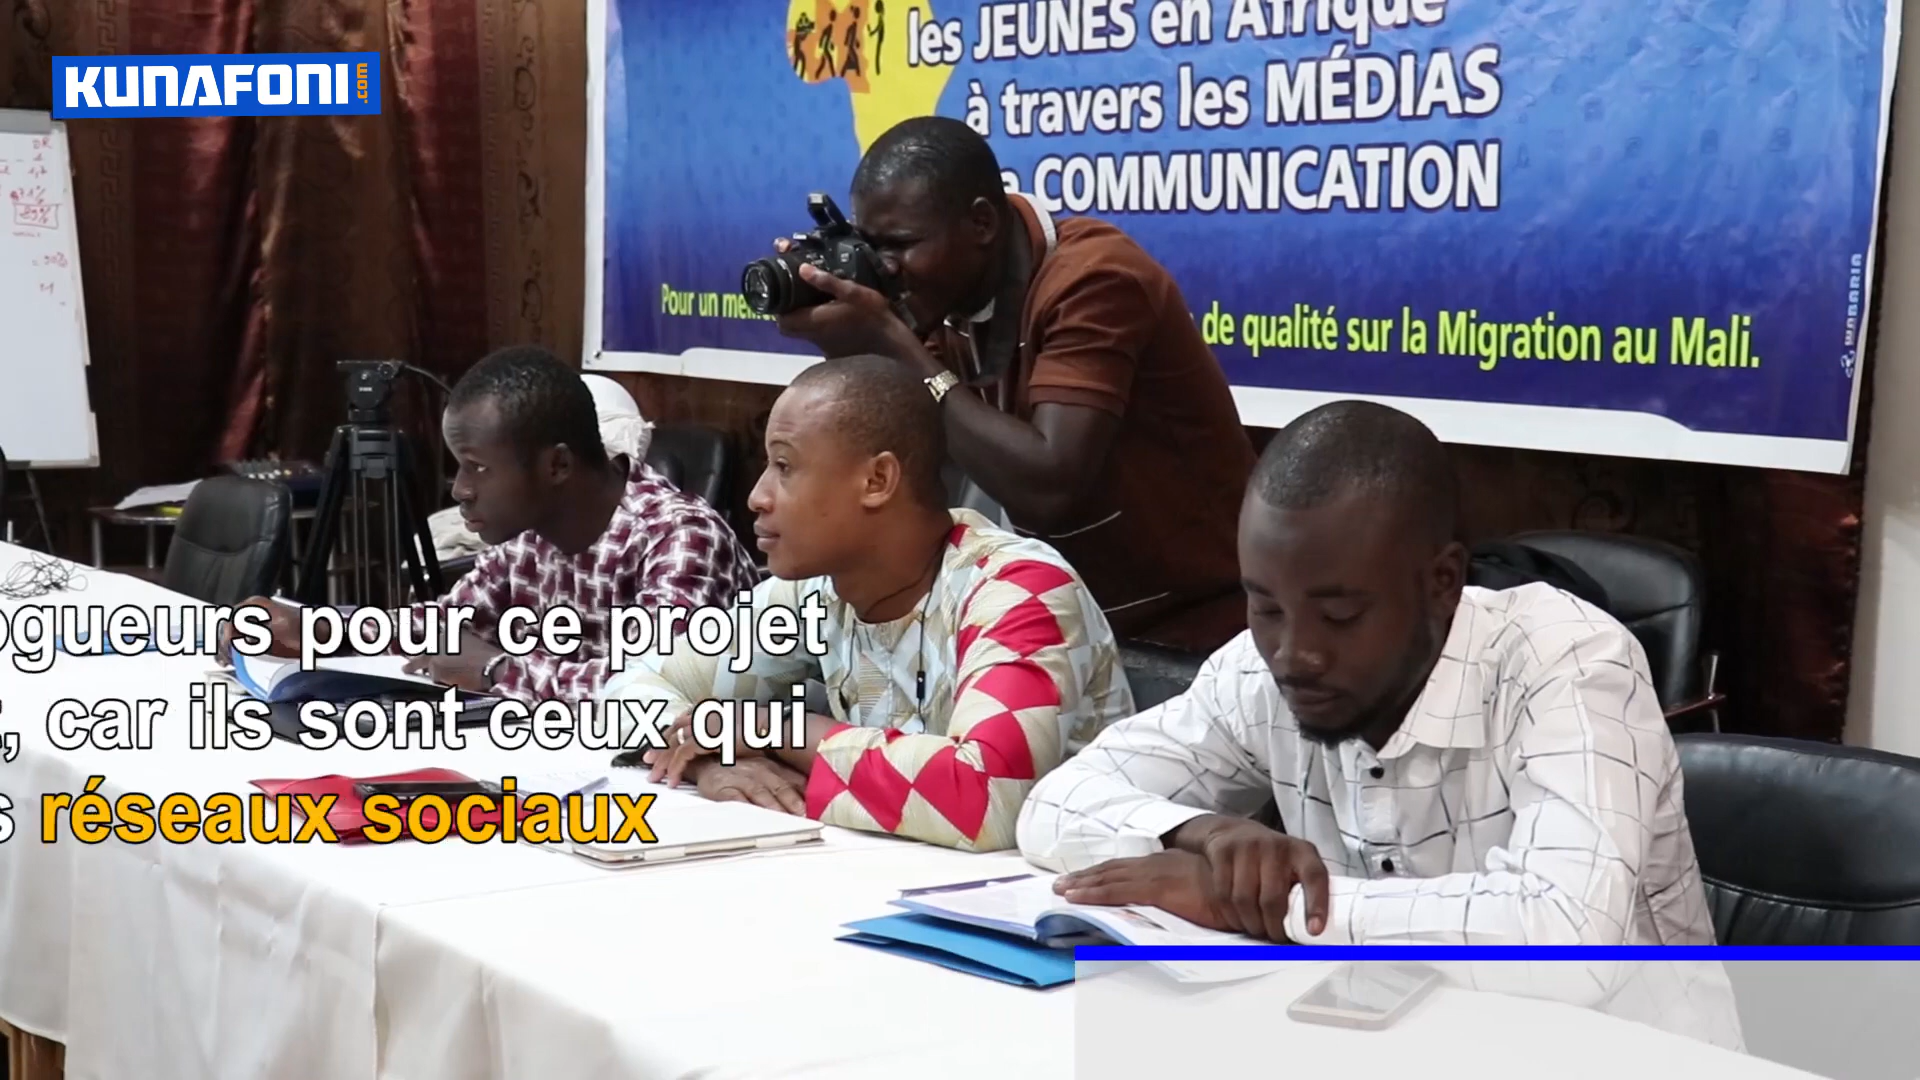 KUNAFONI.com
les JEUNES en Afrique
à travers les MÉDIAS
COMMUNICATION
Pour un
de qualité sur la Migration au Mali.
WABARIA
pour ce projet
car ils sont ceux qui
réseaux sociaux